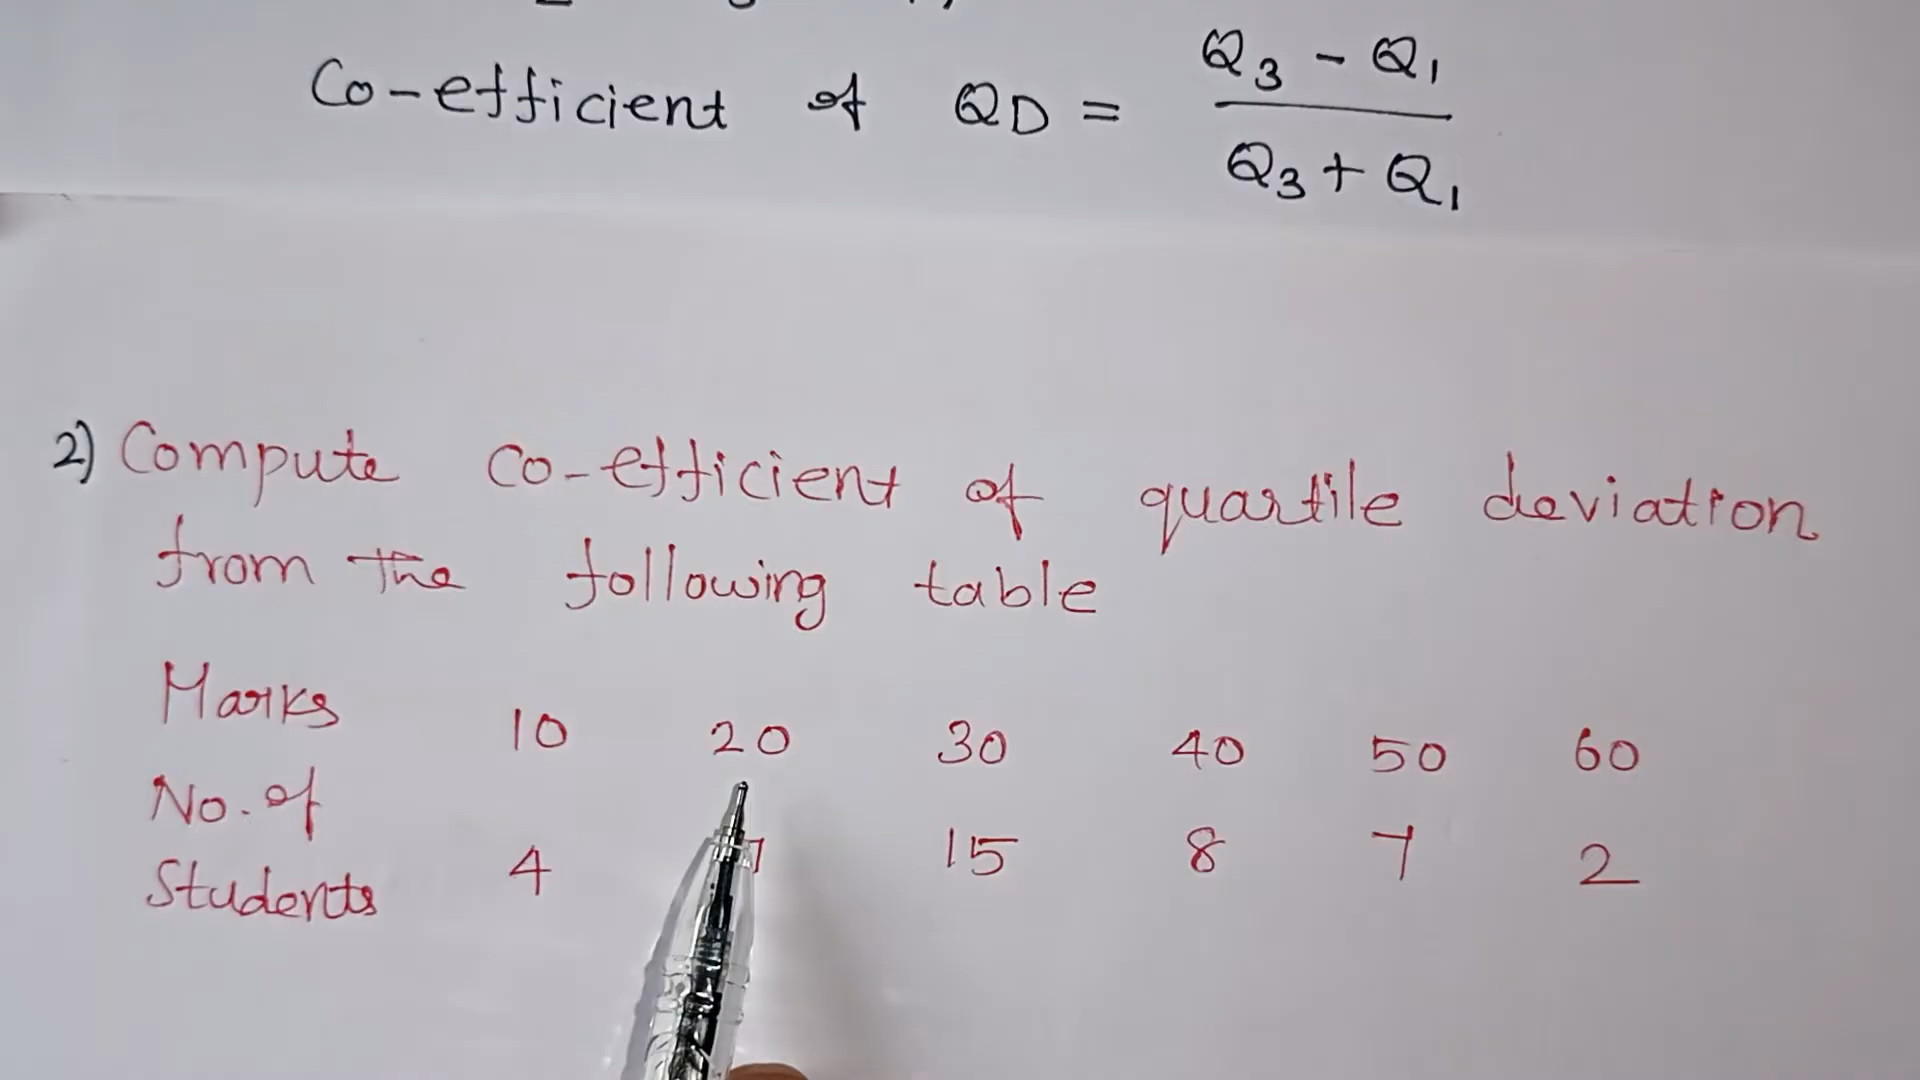 Co-efficient of QD = Q₃ - Q₁ / Q₃ + Q₁
2) Compute co-efficient of quartile deviation
from the following table
Marks 10 20 30 40 50 60
No. of
Students 4 15 8 7 2